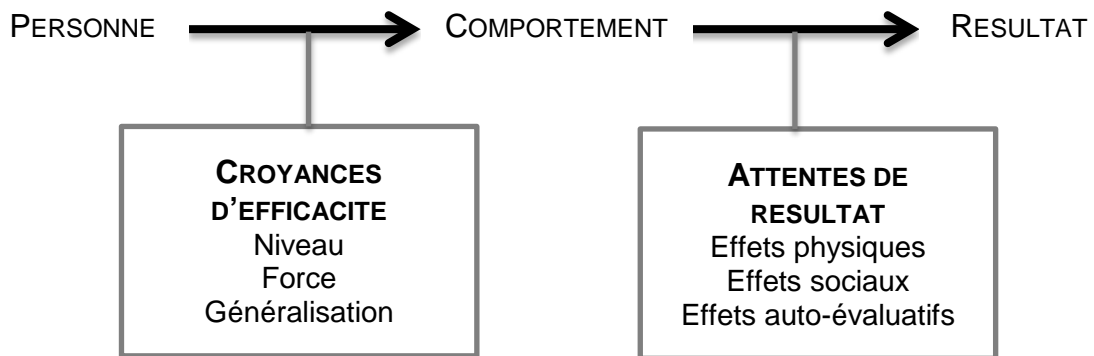 PERSONNE COMPORTEMENT RESULTAT
CROYANCES
D'EFFICACITE
Niveau
Force
Généralisation
ATTENTES DE
RESULTAT
Effets physiques
Effets sociaux
Effets auto-évaluatifs